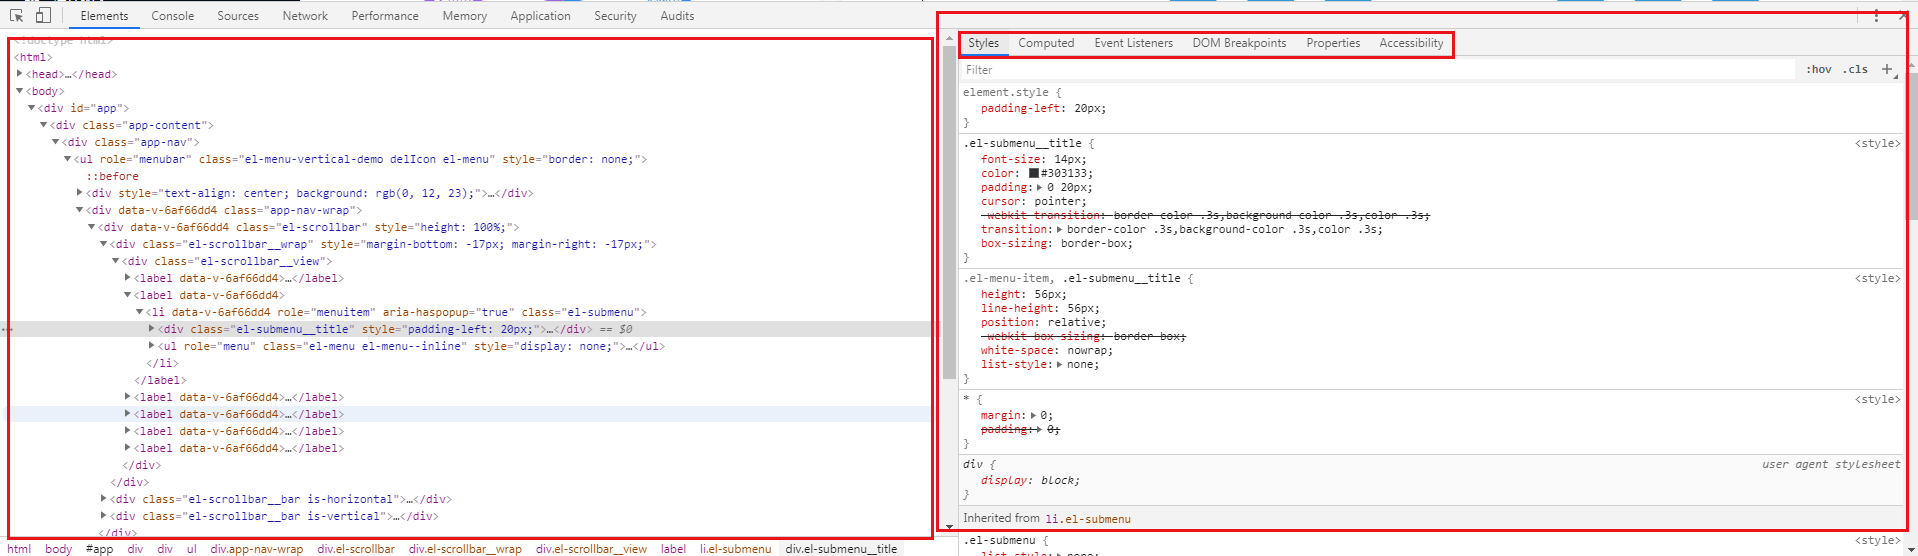 Elements Console Sources Network Performance Memory Application Security Audits
<!doctype html>
<html>
<head>…</head>
<body>
<div id="app">
<div class="app-content">
<div class="app-nav">
<ul role="menubar" class="el-menu-vertical-demo delIcon el-menu" style="border: none;">
::before
<div style="text-align: center; background: rgb(0, 12, 23);">…</div>
<div data-v-6af66dd4 class="app-nav-wrap">
<div data-v-6af66dd4 class="el-scrollbar" style="height: 100%;">
<div class="el-scrollbar__wrap" style="margin-bottom: -17px; margin-right: -17px;">
<div class="el-scrollbar__view">
<label data-v-6af66dd4>…</label>
<label data-v-6af66dd4>
<li data-v-6af66dd4 role="menuitem" aria-haspopup="true" class="el-submenu">
<div class="el-submenu__title" style="padding-left: 20px;">…</div> == $0
<ul role="menu" class="el-menu el-menu--inline" style="display: none;">…</ul>
</li>
</label>
<label data-v-6af66dd4>…</label>
<label data-v-6af66dd4>…</label>
<label data-v-6af66dd4>…</label>
<label data-v-6af66dd4>…</label>
</div>
</div>
<div class="el-scrollbar__bar is-horizontal">…</div>
<div class="el-scrollbar__bar is-vertical">…</div>
</div>
html body #app div div ul div.app-nav-wrap div.el-scrollbar div.el-scrollbar__wrap div.el-scrollbar__view label li.el-submenu div.el-submenu__title
Styles Computed Event Listeners DOM Breakpoints Properties Accessibility
Filter :hov .cls +
element.style {
padding-left: 20px;
}
.el-submenu__title { <style>
font-size: 14px;
color: #303133;
padding: 0 20px;
cursor: pointer;
-webkit-transition: border-color .3s,background-color .3s,color .3s;
transition: border-color .3s,background-color .3s,color .3s;
box-sizing: border-box;
}
.el-menu-item, .el-submenu__title { <style>
height: 56px;
line-height: 56px;
position: relative;
-webkit-box-sizing: border-box;
white-space: nowrap;
list-style: none;
}
* { <style>
margin: 0;
padding: 0;
}
div { user agent stylesheet
display: block;
}
Inherited from li.el-submenu
.el-submenu { <style>
list-style: none;